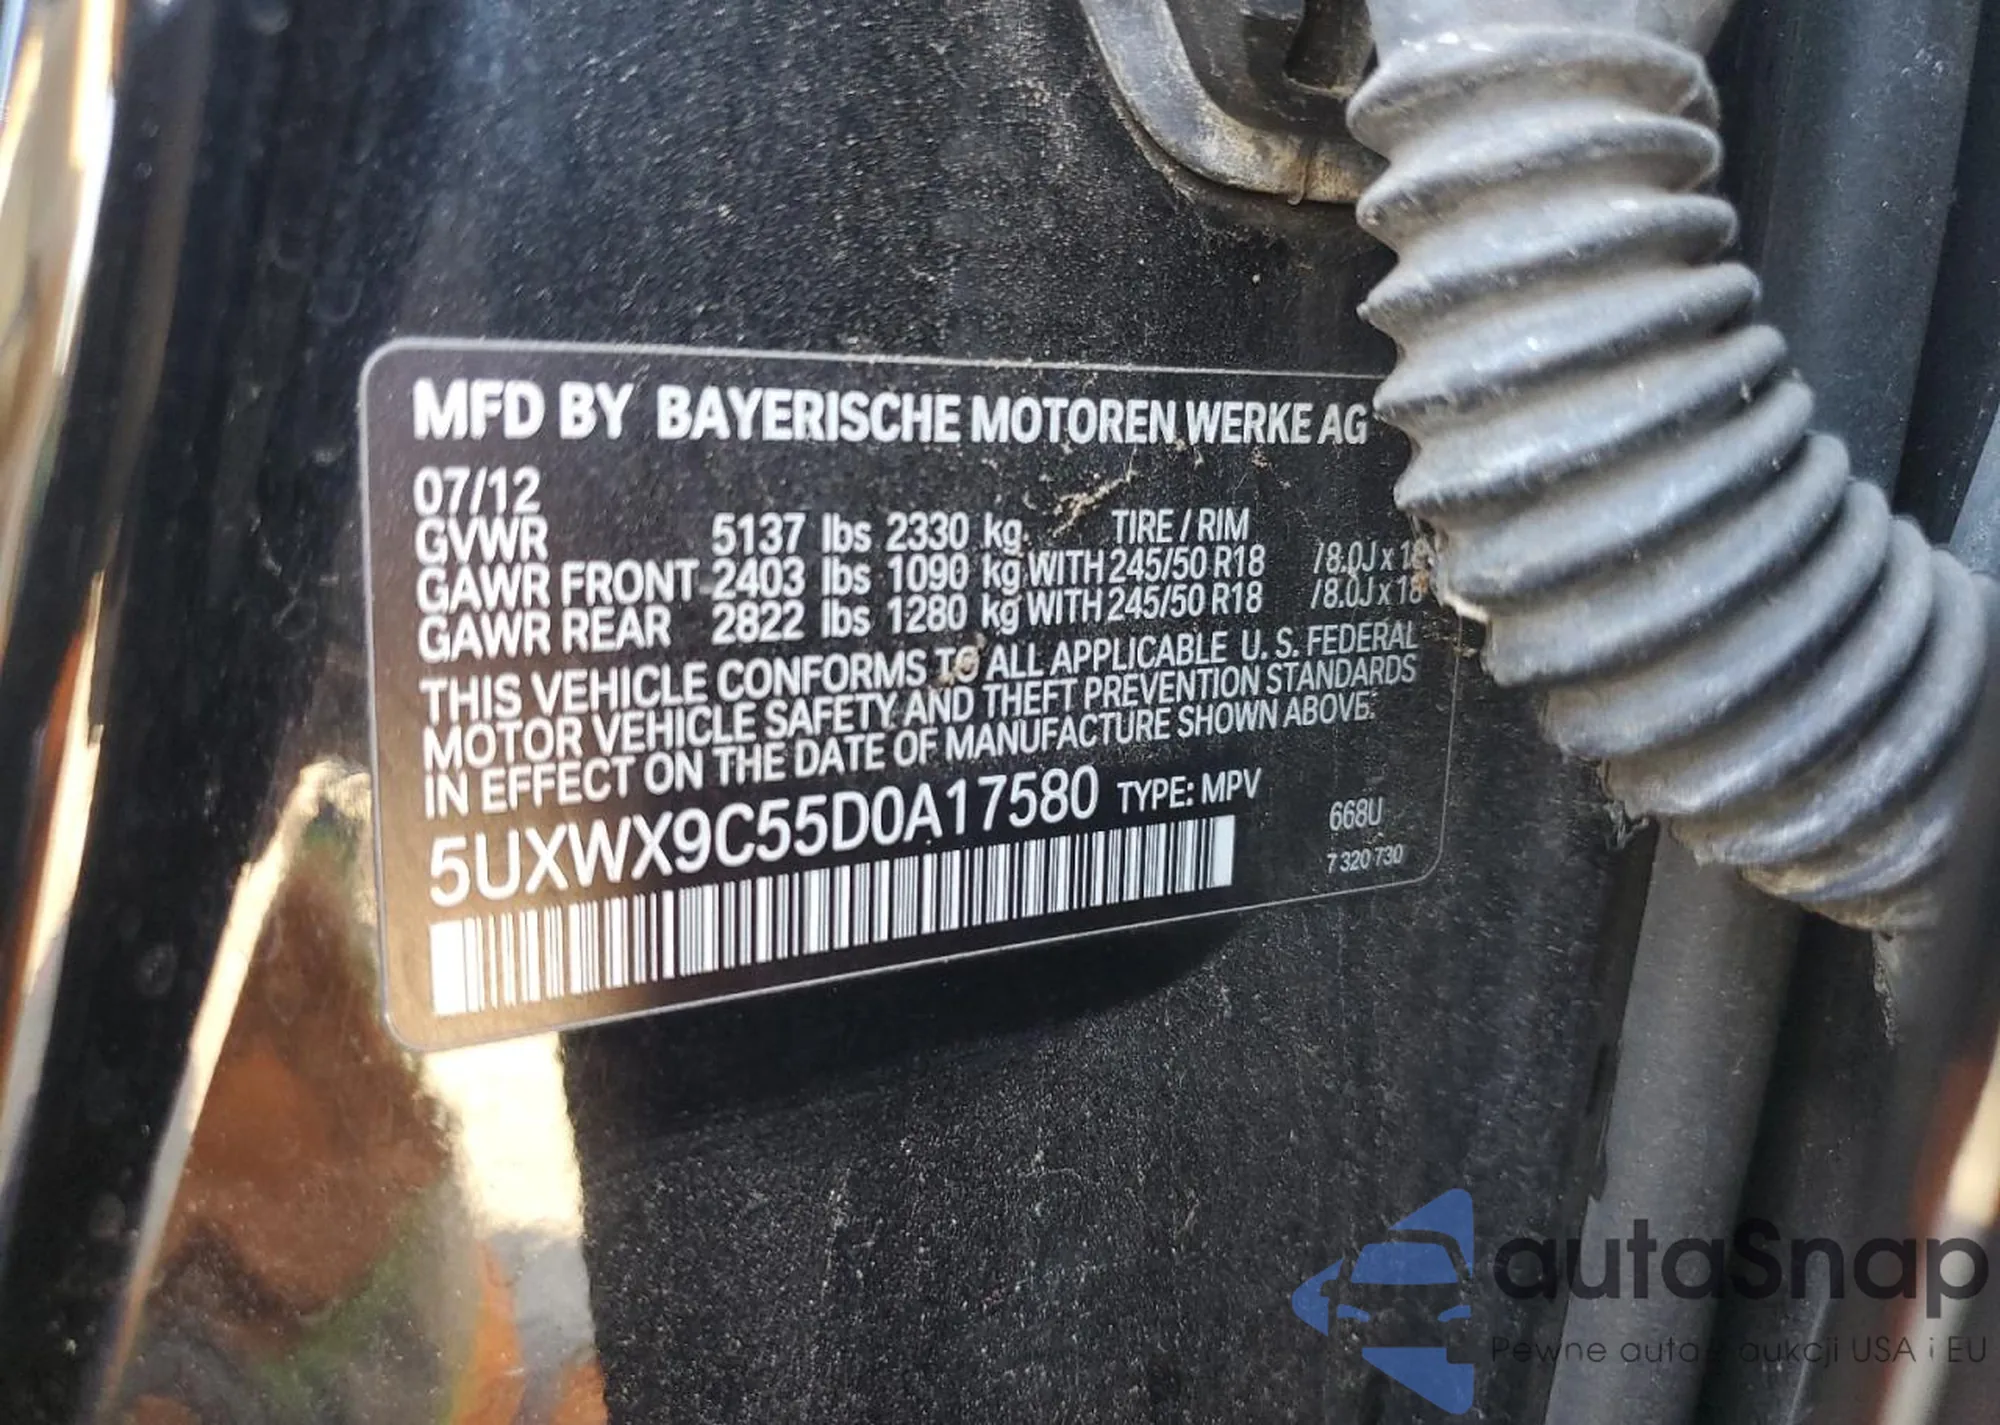 MFD BY BAYERISCHE MOTOREN WERKE AG
07/12
GVWR 5137 lbs 2330 kg TIRE / RIM
GAWR FRONT 2403 lbs 1090 kg WITH 245/50 R18 /8.0J x 18
GAWR REAR 2822 lbs 1280 kg WITH 245/50 R18 /8.0J x 18
THIS VEHICLE CONFORMS TO ALL APPLICABLE U. S. FEDERAL
MOTOR VEHICLE SAFETY AND THEFT PREVENTION STANDARDS
IN EFFECT ON THE DATE OF MANUFACTURE SHOWN ABOVE.
5UXWX9C55D0A17580 TYPE: MPV 668U
7 320 730
autaSnap
Pewne auta z aukcji USA i EU